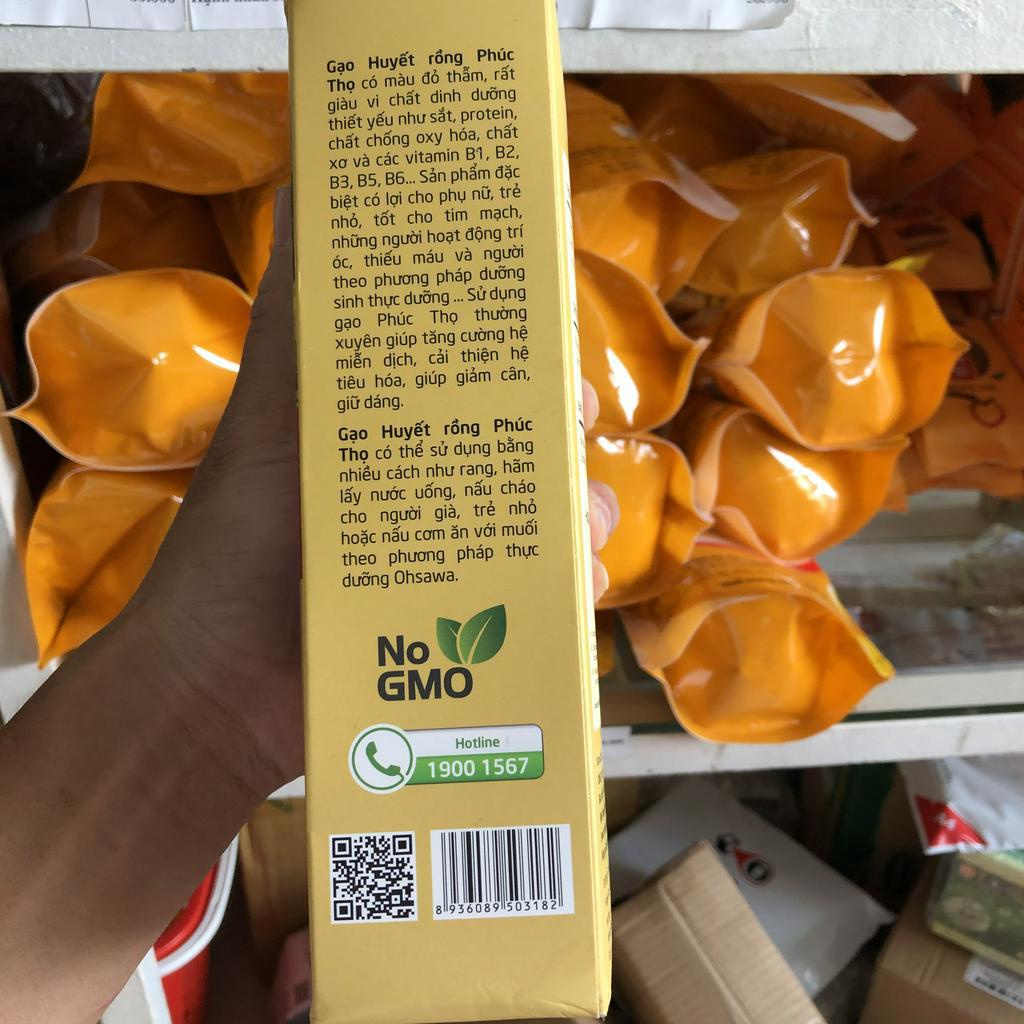 Gạo Huyết rồng Phúc
Thọ có màu đỏ thẫm, rất
giàu vi chất dinh dưỡng
thiết yếu như sắt, protein,
chất chống oxy hóa, chất
xơ và các vitamin B1, B2,
B3, B5, B6... Sản phẩm đặc
biệt có lợi cho phụ nữ, trẻ
nhỏ, tốt cho tim mạch,
những người hoạt động trí
óc, thiếu máu và người
theo phương pháp dưỡng
sinh thực dưỡng ... Sử dụng
gạo Phúc Thọ thường
xuyên giúp tăng cường hệ
miễn dịch, cải thiện hệ
tiêu hóa, giúp giảm cân,
giữ dáng.
Gạo Huyết rồng Phúc
Thọ có thể sử dụng bằng
nhiều cách như rang, hãm
lấy nước uống, nấu cháo
cho người già, trẻ nhỏ
hoặc nấu cơm ăn với muối
theo phương pháp thực
dưỡng Ohsawa.
No
GMO
Hotline
1900 1567
8 936089 503182